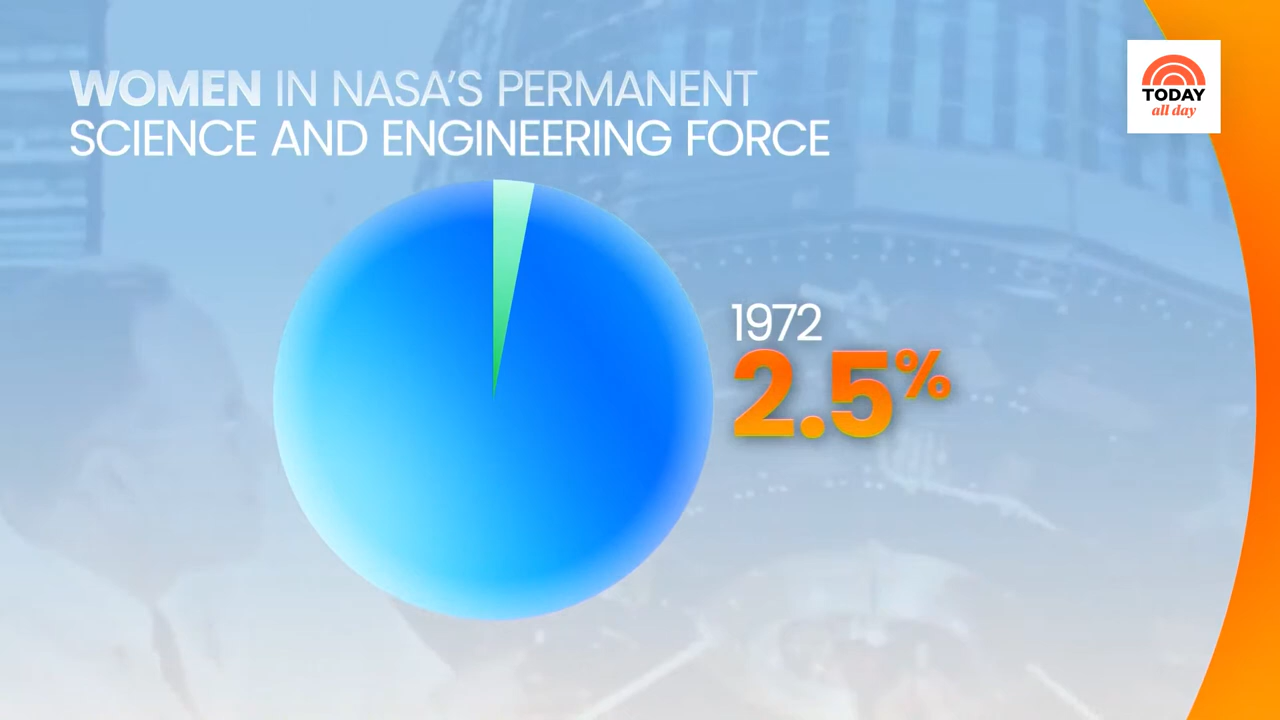 WOMEN IN NASA'S PERMANENT
SCIENCE AND ENGINEERING FORCE
TODAY
all day
1972
2.5%